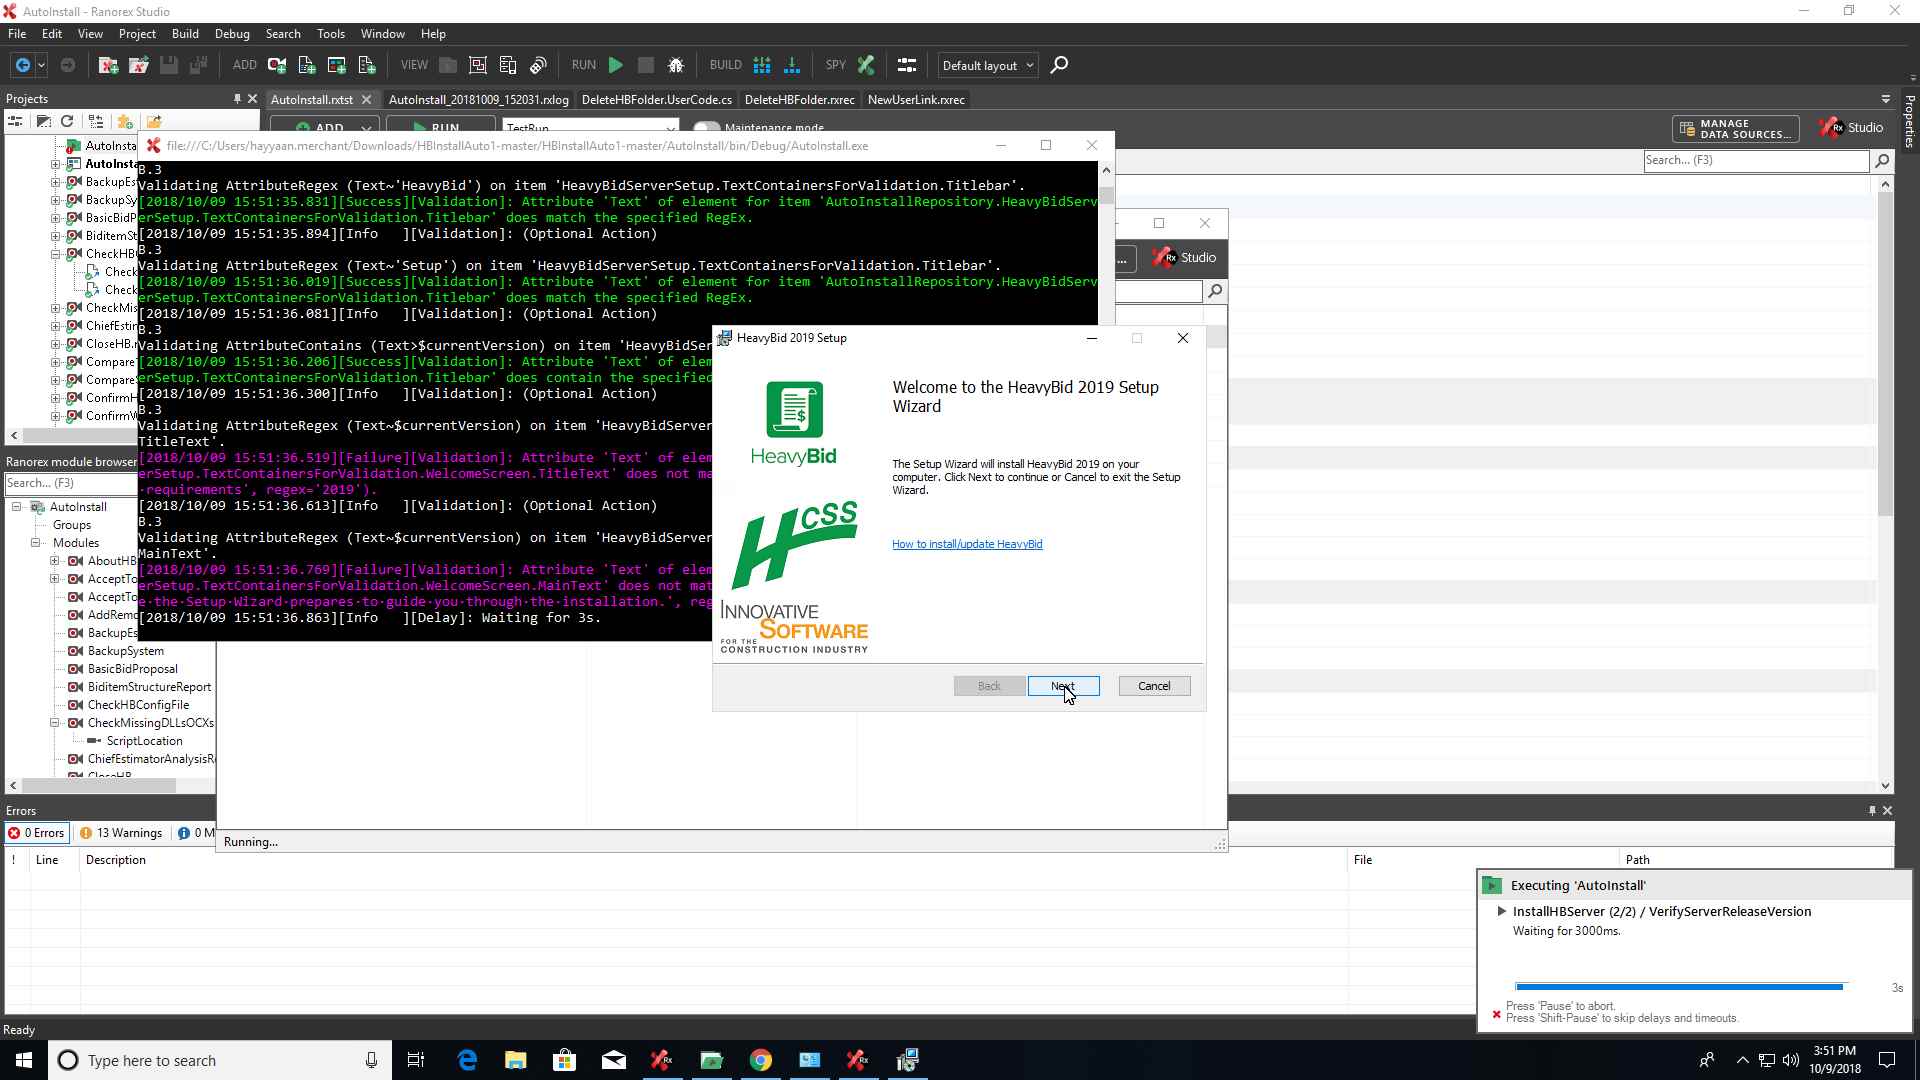 AutoInstall - Ranorex Studio
File Edit View Project Build Debug Search Tools Window Help
ADD VIEW RUN BUILD SPY Default layout
Projects
AutoInstall.rxtst AutoInstall_20181009_152031.rxlog DeleteHBFolder.UserCode.cs DeleteHBFolder.rxrec NewUserLink.rxrec
Properties
ADD RUN TestRun Maintenance mode
MANAGE
DATA SOURCES...
Rx Studio
Search... (F3)
AutoInsta
AutoInsta
BackupEst
BackupSy
BasicBidP
BiditemSt
CheckHB
Check
Check
CheckMis
ChiefEstin
CloseHB.r
Compare
Compare
ConfirmH
ConfirmV
file:///C:/Users/hayyaan.merchant/Downloads/HBInstallAuto1-master/HBInstallAuto1-master/AutoInstall/bin/Debug/AutoInstall.exe
B.3
Validating AttributeRegex (Text~'HeavyBid') on item 'HeavyBidServerSetup.TextContainersForValidation.Titlebar'.
[2018/10/09 15:51:35.831][Success][Validation]: Attribute 'Text' of element for item 'AutoInstallRepository.HeavyBidServ
erSetup.TextContainersForValidation.Titlebar' does match the specified RegEx.
[2018/10/09 15:51:35.894][Info   ][Validation]: (Optional Action)
B.3
Validating AttributeRegex (Text~'Setup') on item 'HeavyBidServerSetup.TextContainersForValidation.Titlebar'.
[2018/10/09 15:51:36.019][Success][Validation]: Attribute 'Text' of element for item 'AutoInstallRepository.HeavyBidServ
erSetup.TextContainersForValidation.Titlebar' does match the specified RegEx.
[2018/10/09 15:51:36.081][Info   ][Validation]: (Optional Action)
B.3
Validating AttributeContains (Text>$currentVersion) on item 'HeavyBidSer
[2018/10/09 15:51:36.206][Success][Validation]: Attribute 'Text' of elem
erSetup.TextContainersForValidation.Titlebar' does contain the specified
[2018/10/09 15:51:36.300][Info   ][Validation]: (Optional Action)
B.3
Validating AttributeRegex (Text~$currentVersion) on item 'HeavyBidServer
TitleText'.
[2018/10/09 15:51:36.519][Failure][Validation]: Attribute 'Text' of elem
erSetup.TextContainersForValidation.WelcomeScreen.TitleText' does not ma
·requirements', regex='2019').
[2018/10/09 15:51:36.613][Info   ][Validation]: (Optional Action)
B.3
Validating AttributeRegex (Text~$currentVersion) on item 'HeavyBidServer
MainText'.
[2018/10/09 15:51:36.769][Failure][Validation]: Attribute 'Text' of elem
erSetup.TextContainersForValidation.WelcomeScreen.MainText' does not mat
e·the·Setup·Wizard·prepares·to·guide·you·through·the·installation.', reg
[2018/10/09 15:51:36.863][Info   ][Delay]: Waiting for 3s.
... Rx Studio
HeavyBid 2019 Setup
HeavyBid
HCSS
INNOVATIVE
SOFTWARE
FOR THE
CONSTRUCTION INDUSTRY
Welcome to the HeavyBid 2019 Setup
Wizard
The Setup Wizard will install HeavyBid 2019 on your
computer. Click Next to continue or Cancel to exit the Setup
Wizard.
How to install/update HeavyBid
Back Next Cancel
Ranorex module browser
Search... (F3)
AutoInstall
Groups
Modules
AboutHB
AcceptTo
AcceptTo
AddRemo
BackupEs
BackupSystem
BasicBidProposal
BiditemStructureReport
CheckHBConfigFile
CheckMissingDLLsOCXs
ScriptLocation
ChiefEstimatorAnalysisR
CloseHB
Running...
Errors
0 Errors 13 Warnings 0 M
! Line Description File Path
Executing 'AutoInstall'
InstallHBServer (2/2) / VerifyServerReleaseVersion
Waiting for 3000ms.
3s
Press 'Pause' to abort.
Press 'Shift-Pause' to skip delays and timeouts.
Ready
Type here to search
3:51 PM
10/9/2018